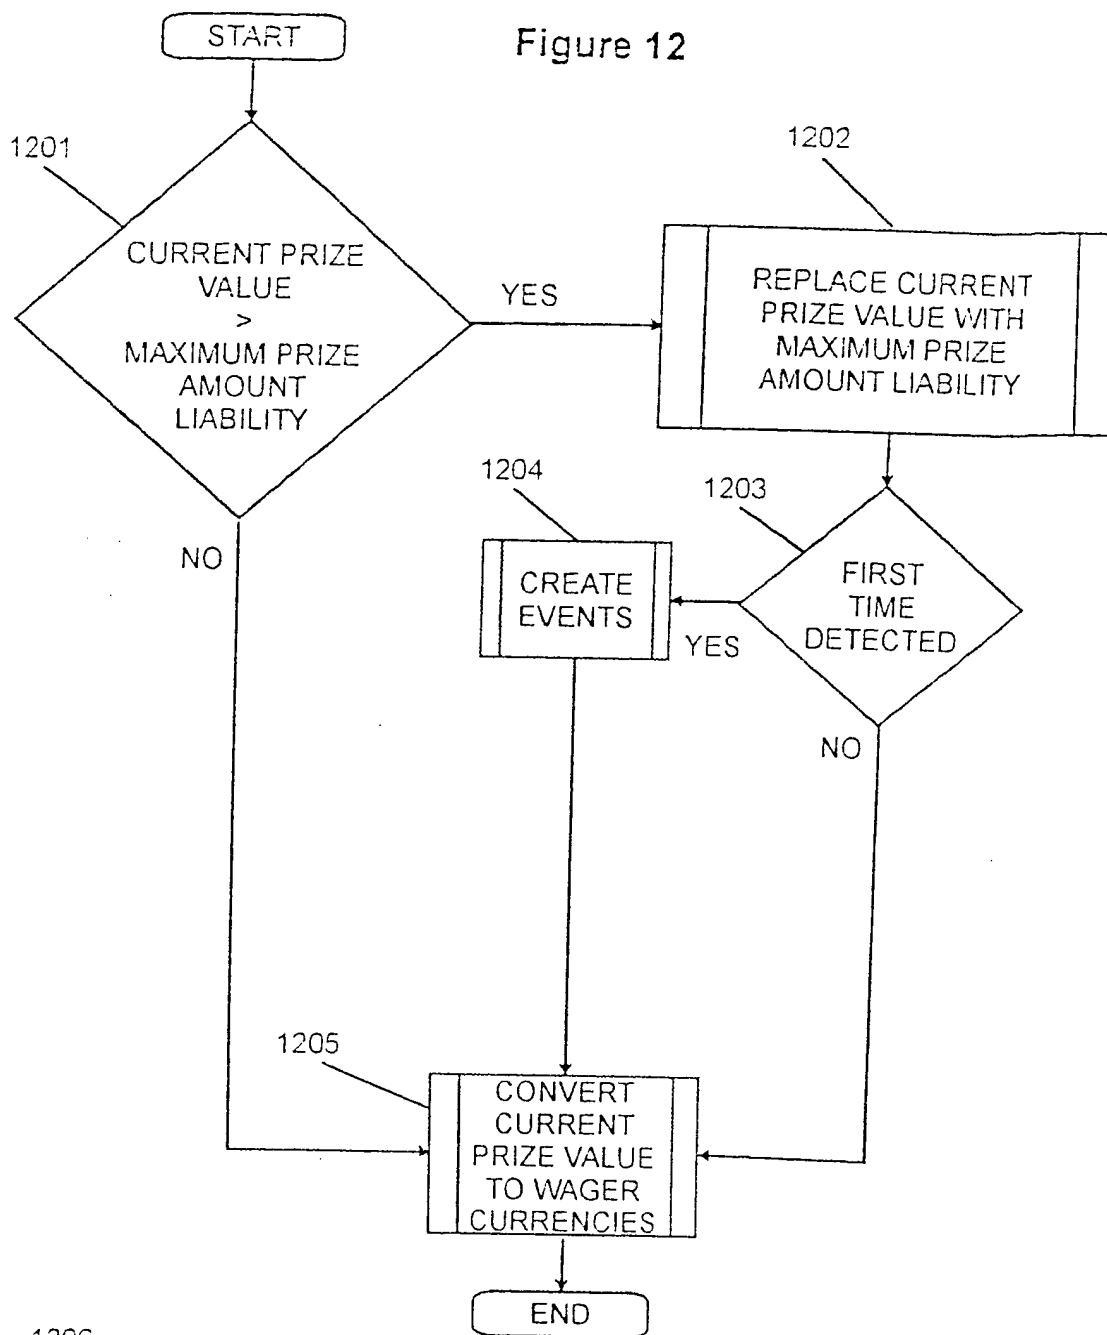 START
Figure 12
1201
CURRENT PRIZE
VALUE
>
MAXIMUM PRIZE
AMOUNT
LIABILITY
YES
1202
REPLACE CURRENT
PRIZE VALUE WITH
MAXIMUM PRIZE
AMOUNT LIABILITY
1203
FIRST
TIME
DETECTED
YES
1204
CREATE
EVENTS
NO
NO
1205
CONVERT
CURRENT
PRIZE VALUE
TO WAGER
CURRENCIES
END